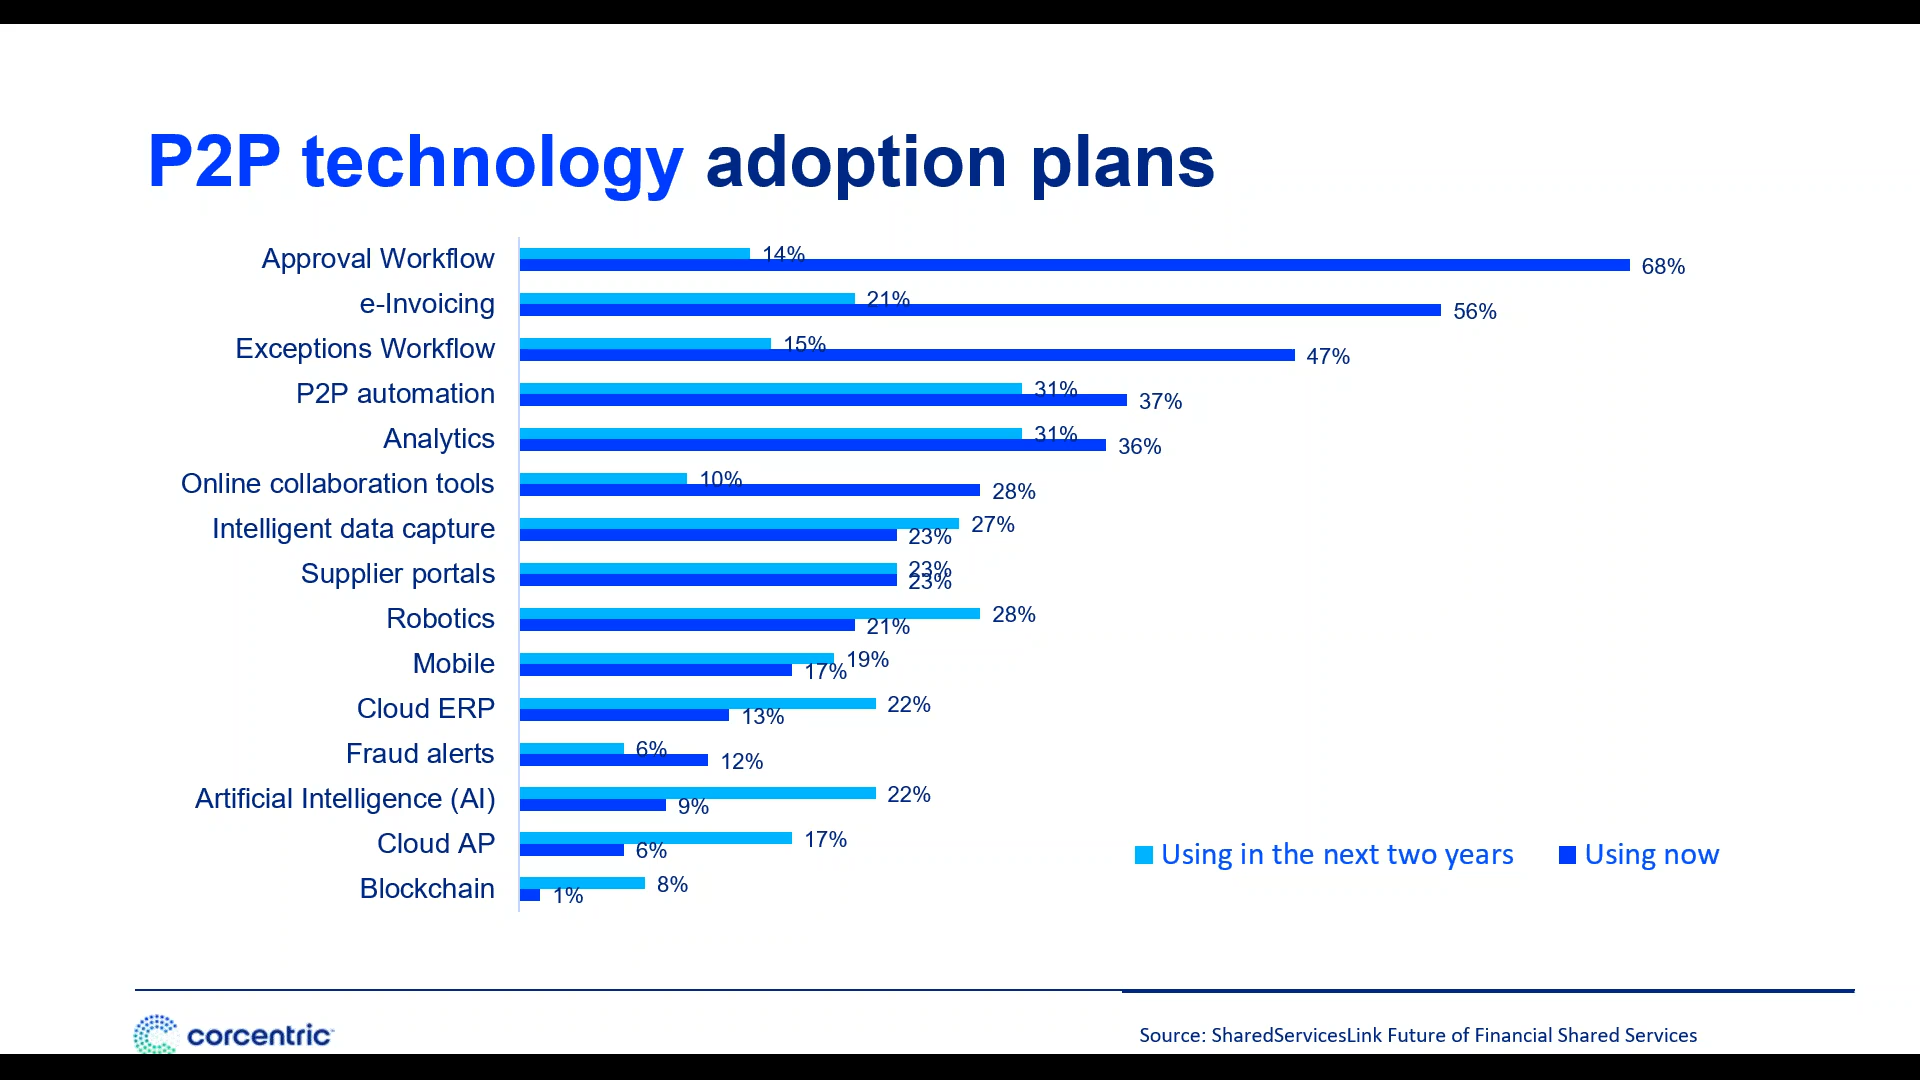 P2P technology adoption plans
Approval Workflow 14% 68%
e-Invoicing 21% 56%
Exceptions Workflow 15% 47%
P2P automation 31% 37%
Analytics 31% 36%
Online collaboration tools 10% 28%
Intelligent data capture 27% 23%
Supplier portals 23% 23%
Robotics 28% 21%
Mobile 19% 17%
Cloud ERP 22% 13%
Fraud alerts 6% 12%
Artificial Intelligence (AI) 22% 9%
Cloud AP 17% 6%
Blockchain 8% 1%
Using in the next two years Using now
corcentric
Source: SharedServicesLink Future of Financial Shared Services